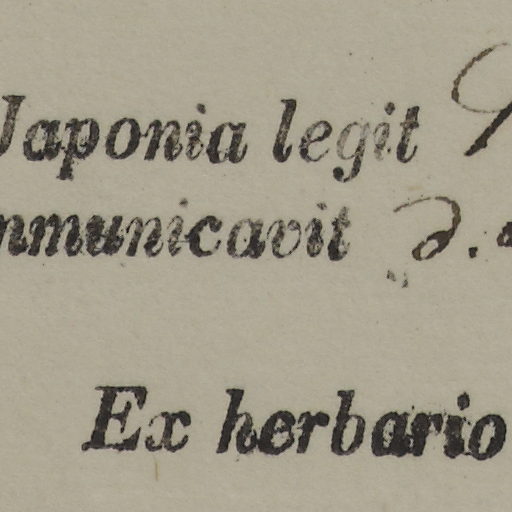 Japonia legit
mmunicavit d.
Ex herbario